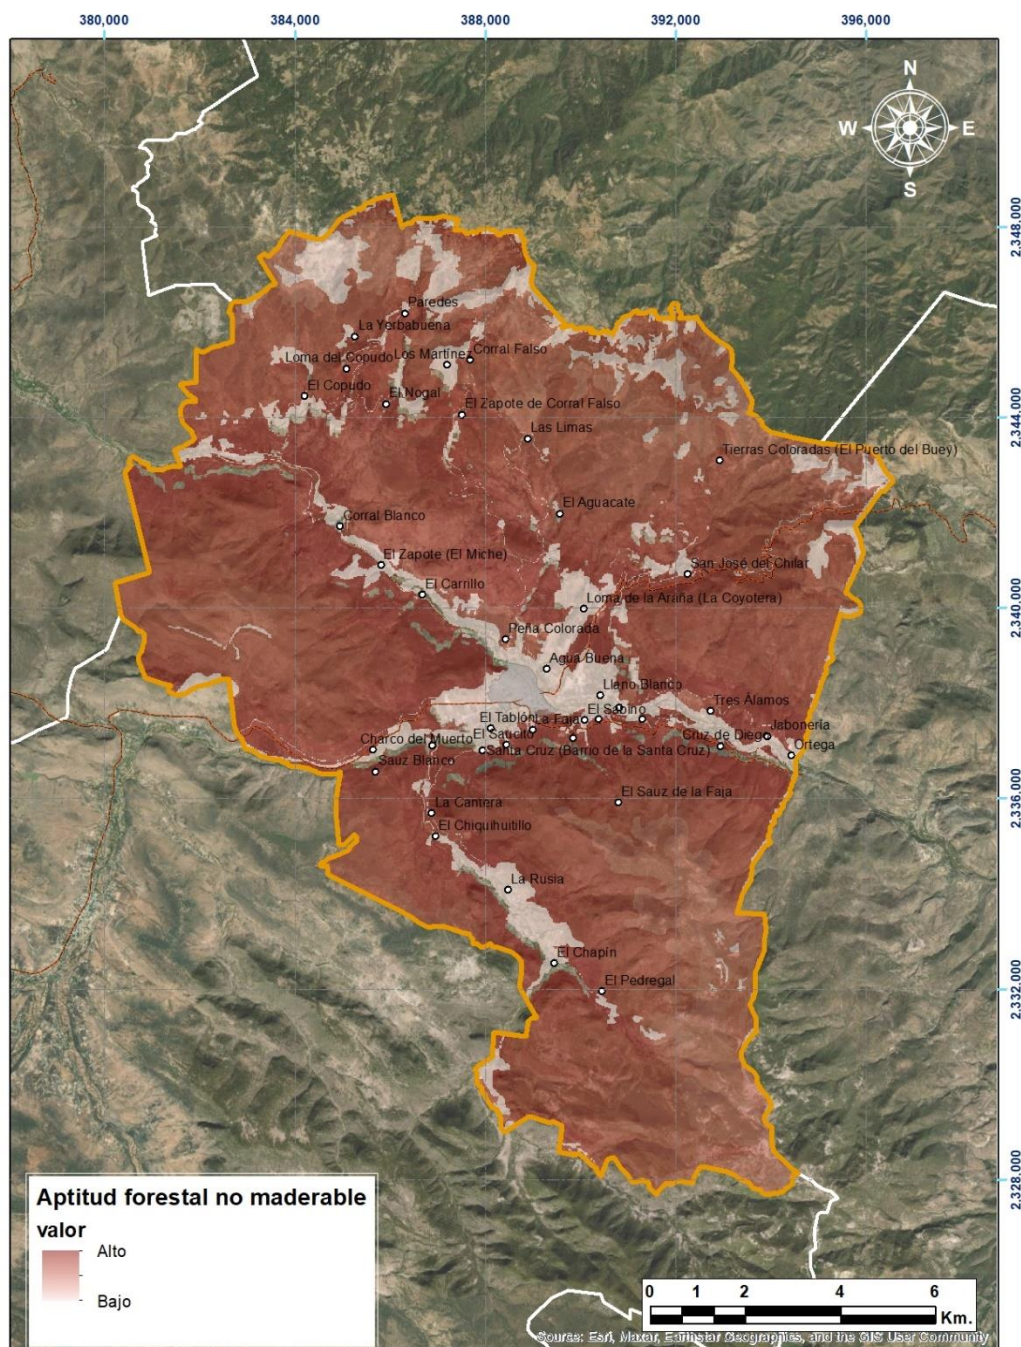 380,000 384,000 388,000 392,000 396,000
N
W E
S
2.348.000
Paredes
La Yerbabuena
Loma del Copudo Los Martínez Corral Falso
El Copudo El Nogal El Zapote de Corral Falso
2.344.000
Las Limas
Tierras Coloradas (El Puerto del Buey)
El Aguacate
Corral Blanco
El Zapote (El Miche)
San José del Chilar
El Carrillo
Loma de la Araña (La Coyotera)
2.340.000
Peña Colorada
Agua Buena
Llano Blanco
Tres Álamos
El Tablón La Faja El Sabino
Jabonería
Charco del Muerto El Saucito Cruz de Diego
Santa Cruz (Barrio de la Santa Cruz) Ortega
Sauz Blanco
2.336.000
El Sauz de la Faja
La Cantera
El Chiquihuitillo
La Rusia
El Chapín
2.332.000
El Pedregal
2.328.000
Aptitud forestal no maderable
valor
Alto
Bajo
0 1 2 4 6
Km.
Source: Esri, Maxar, Earthstar Geographics, and the GIS User Community